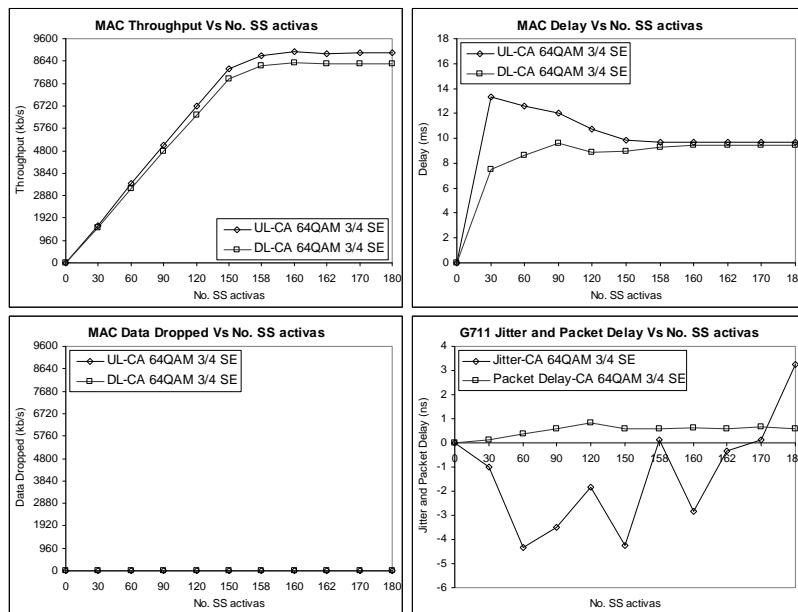 MAC Throughput Vs No. SS activas
9600
8640
7680
6720
5760
4800
3840
2880
1920
960
0
Throughput (kb/s)
UL-CA 64QAM 3/4 SE
DL-CA 64QAM 3/4 SE
0 30 60 90 120 150 158 160 162 170 180
No. SS activas
MAC Delay Vs No. SS activas
18
16
14
12
10
8
6
4
2
0
Delay (ms)
UL-CA 64QAM 3/4 SE
DL-CA 64QAM 3/4 SE
0 30 60 90 120 150 158 160 162 170 180
No. SS activas
MAC Data Dropped Vs No. SS activas
9600
8640
7680
6720
5760
4800
3840
2880
1920
960
0
Data Dropped (kb/s)
UL-CA 64QAM 3/4 SE
DL-CA 64QAM 3/4 SE
0 30 60 90 120 150 158 160 162 170 180
No. SS activas
G711 Jitter and Packet Delay Vs No. SS activas
4
3
2
1
0
-1
-2
-3
-4
-5
-6
Jitter and Packet Delay (ns)
Jitter-CA 64QAM 3/4 SE
Packet Delay-CA 64QAM 3/4 SE
0 30 60 90 120 150 158 160 162 170 180
No. SS activas